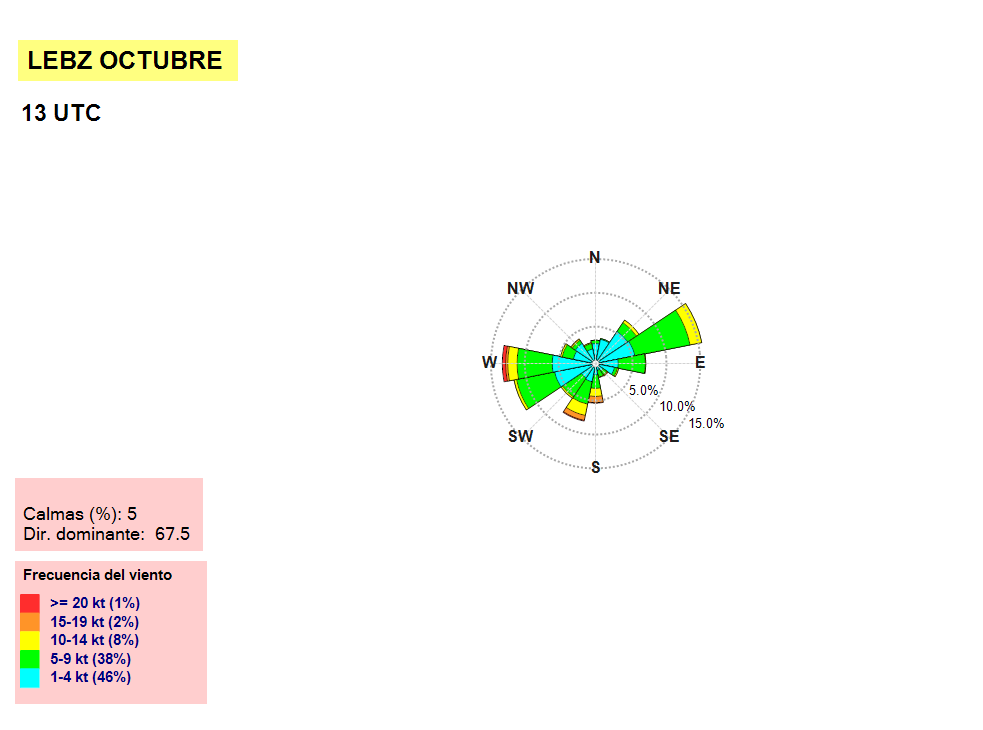 LEBZ OCTUBRE
13 UTC
N
NW
NE
W
E
5.0%
10.0%
15.0%
SW
SE
S
Calmas (%): 5
Dir. dominante: 67.5
Frecuencia del viento
>= 20 kt (1%)
15-19 kt (2%)
10-14 kt (8%)
5-9 kt (38%)
1-4 kt (46%)